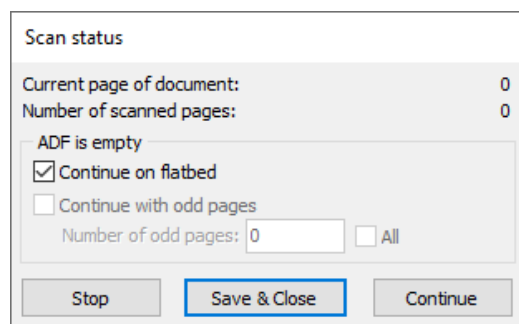 Scan status
Current page of document: 0
Number of scanned pages: 0
ADF is empty
Continue on flatbed
Continue with odd pages
Number of odd pages: 0 All
Stop Save & Close Continue